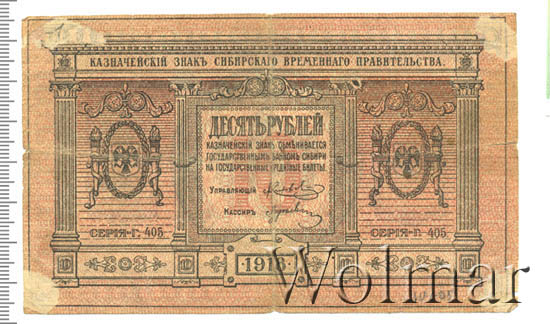 КАЗНАЧЕЙСКІЙ ЗНАКЪ СИБИРСКАГО ВРЕМЕННАГО ПРАВИТЕЛЬСТВА.
ДЕСЯТЬ РУБЛЕЙ
КАЗНАЧЕЙСКІЙ ЗНАКЪ ОБМѢНИВАЕТСЯ
ГОСУДАРСТВЕННЫМЪ БАНКОМЪ СИБИРИ
НА ГОСУДАРСТВЕННЫЕ КРЕДИТНЫЕ БИЛЕТЫ.
УПРАВЛЯЮЩІЙ
КАССИРЪ
СЕРІЯ-Г. 405
СЕРІЯ-Г. 405
1918
Wolmar